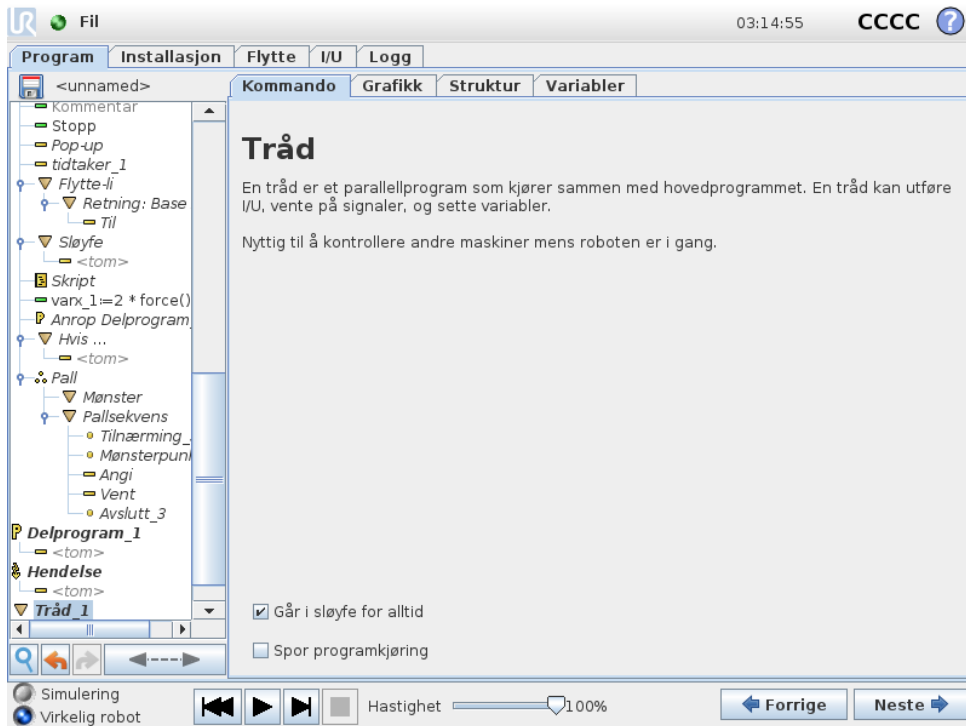 Fil
03:14:55
CCCC
?
Program Installasjon Flytte I/U Logg
<unnamed>
Kommando Grafikk Struktur Variabler
Kommentar
Stopp
Pop-up
tidtaker_1
Flytte-li
Retning: Base
Til
Sløyfe
<tom>
Skript
varx_1:=2 * force()
Anrop Delprogram
Hvis ...
<tom>
Pall
Mønster
Pallsekvens
Tilnærming_
Mønsterpun
Angi
Vent
Avslutt_3
Delprogram_1
<tom>
Hendelse
<tom>
Tråd_1
Tråd
En tråd er et parallellprogram som kjører sammen med hovedprogrammet. En tråd kan utføre
I/U, vente på signaler, og sette variabler.
Nyttig til å kontrollere andre maskiner mens roboten er i gang.
Går i sløyfe for alltid
Spor programkjøring
Simulering
Virkelig robot
Hastighet 100%
Forrige Neste